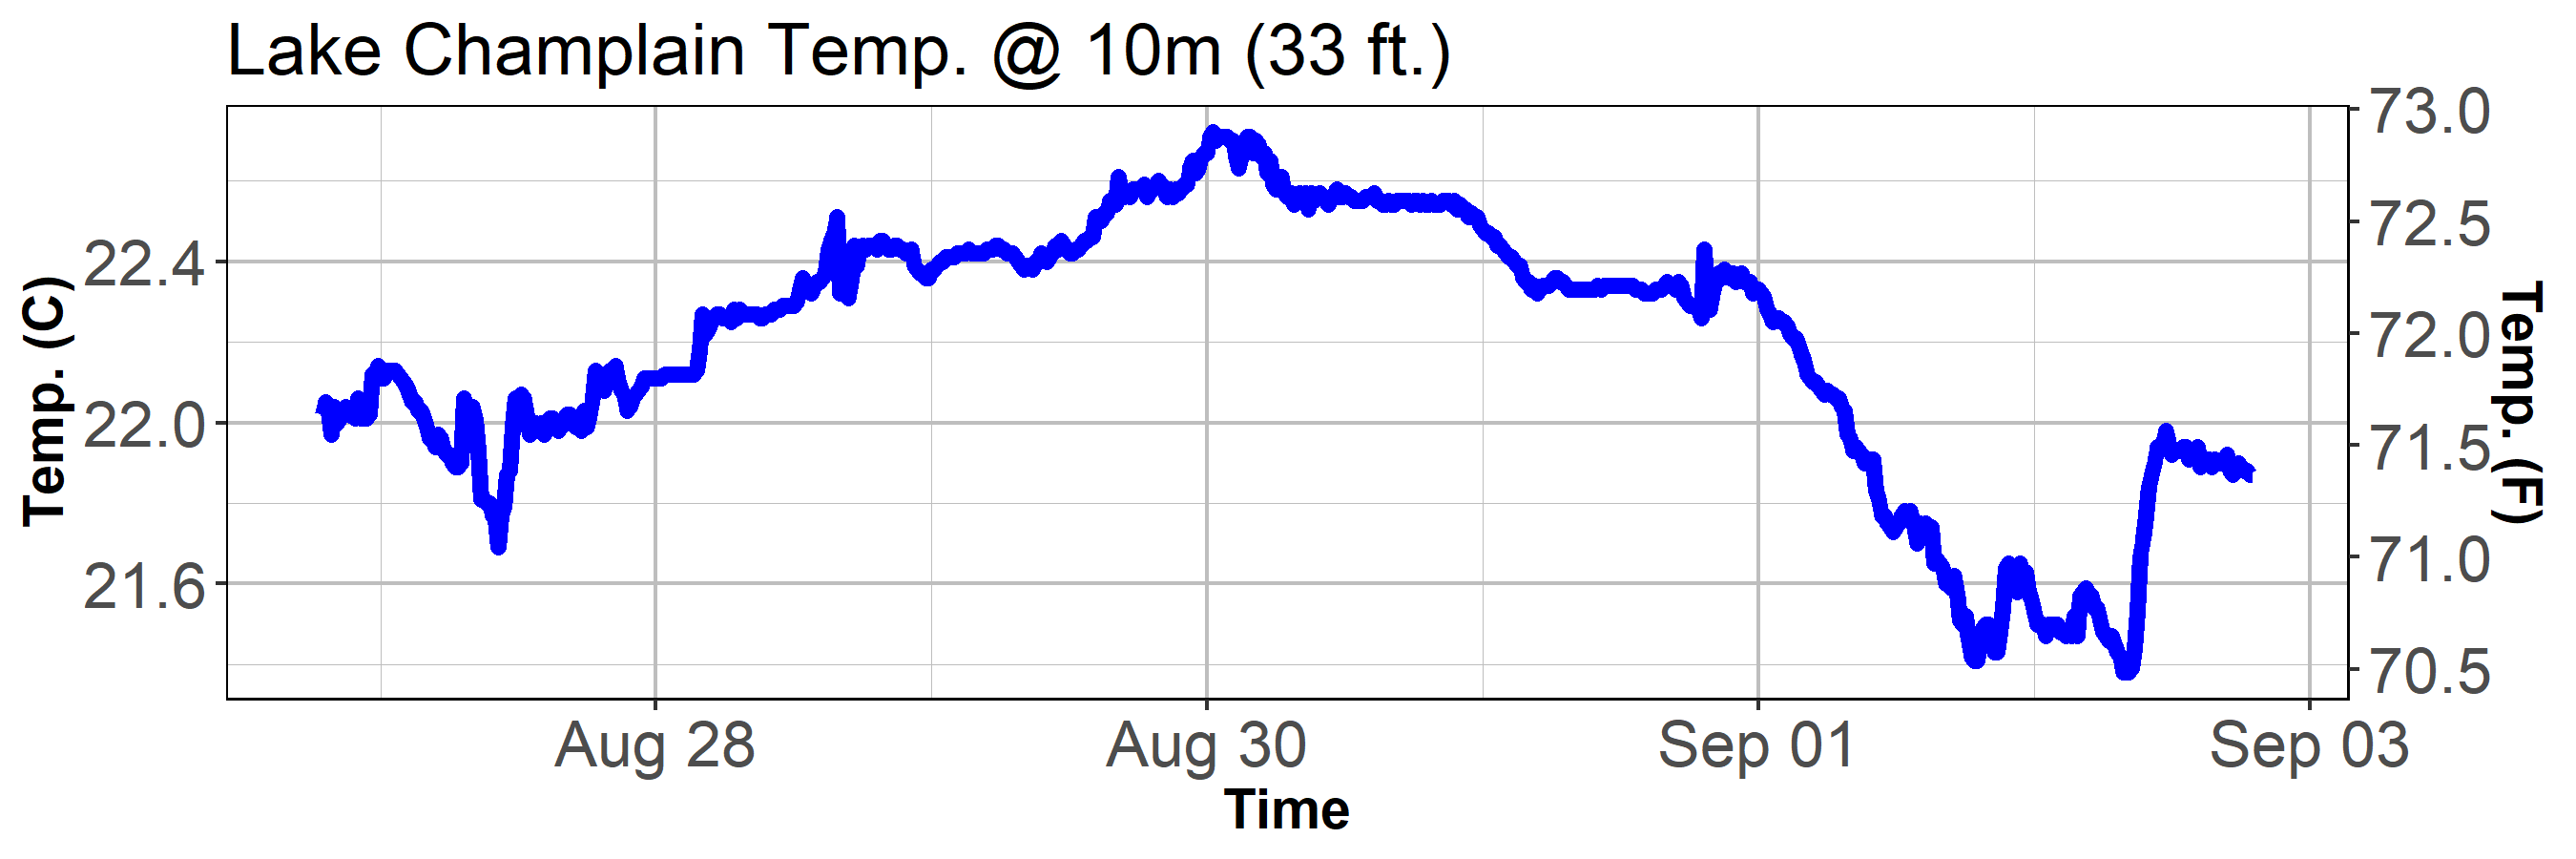 Lake Champlain Temp. @ 10m (33 ft.)
Temp. (C)
22.4
22.0
21.6
73.0
72.5
72.0
71.5
71.0
70.5
Temp. (F)
Aug 28
Aug 30
Sep 01
Sep 03
Time